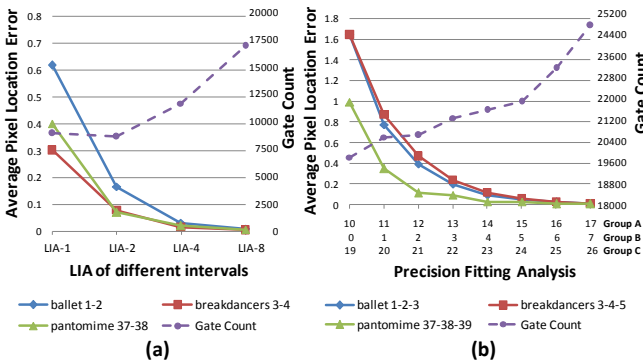 Average Pixel Location Error
0.8
0.7
0.6
0.5
0.4
0.3
0.2
0.1
0
20000
17500
15000
12500
10000
7500
5000
2500
0
Gate Count
LIA-1 LIA-2 LIA-4 LIA-8
LIA of different intervals
ballet 1-2 breakdancers 3-4
pantomime 37-38 Gate Count
(a)
Average Pixel Location Error
1.8
1.6
1.4
1.2
1
0.8
0.6
0.4
0.2
0
25200
24400
23600
22800
22000
21200
20400
19600
18800
18000
Gate Count
10 11 12 13 14 15 16 17 Group A
0 1 2 3 4 5 6 7 Group B
19 20 21 22 23 24 25 26 Group C
Precision Fitting Analysis
ballet 1-2-3 breakdancers 3-4-5
pantomime 37-38-39 Gate Count
(b)